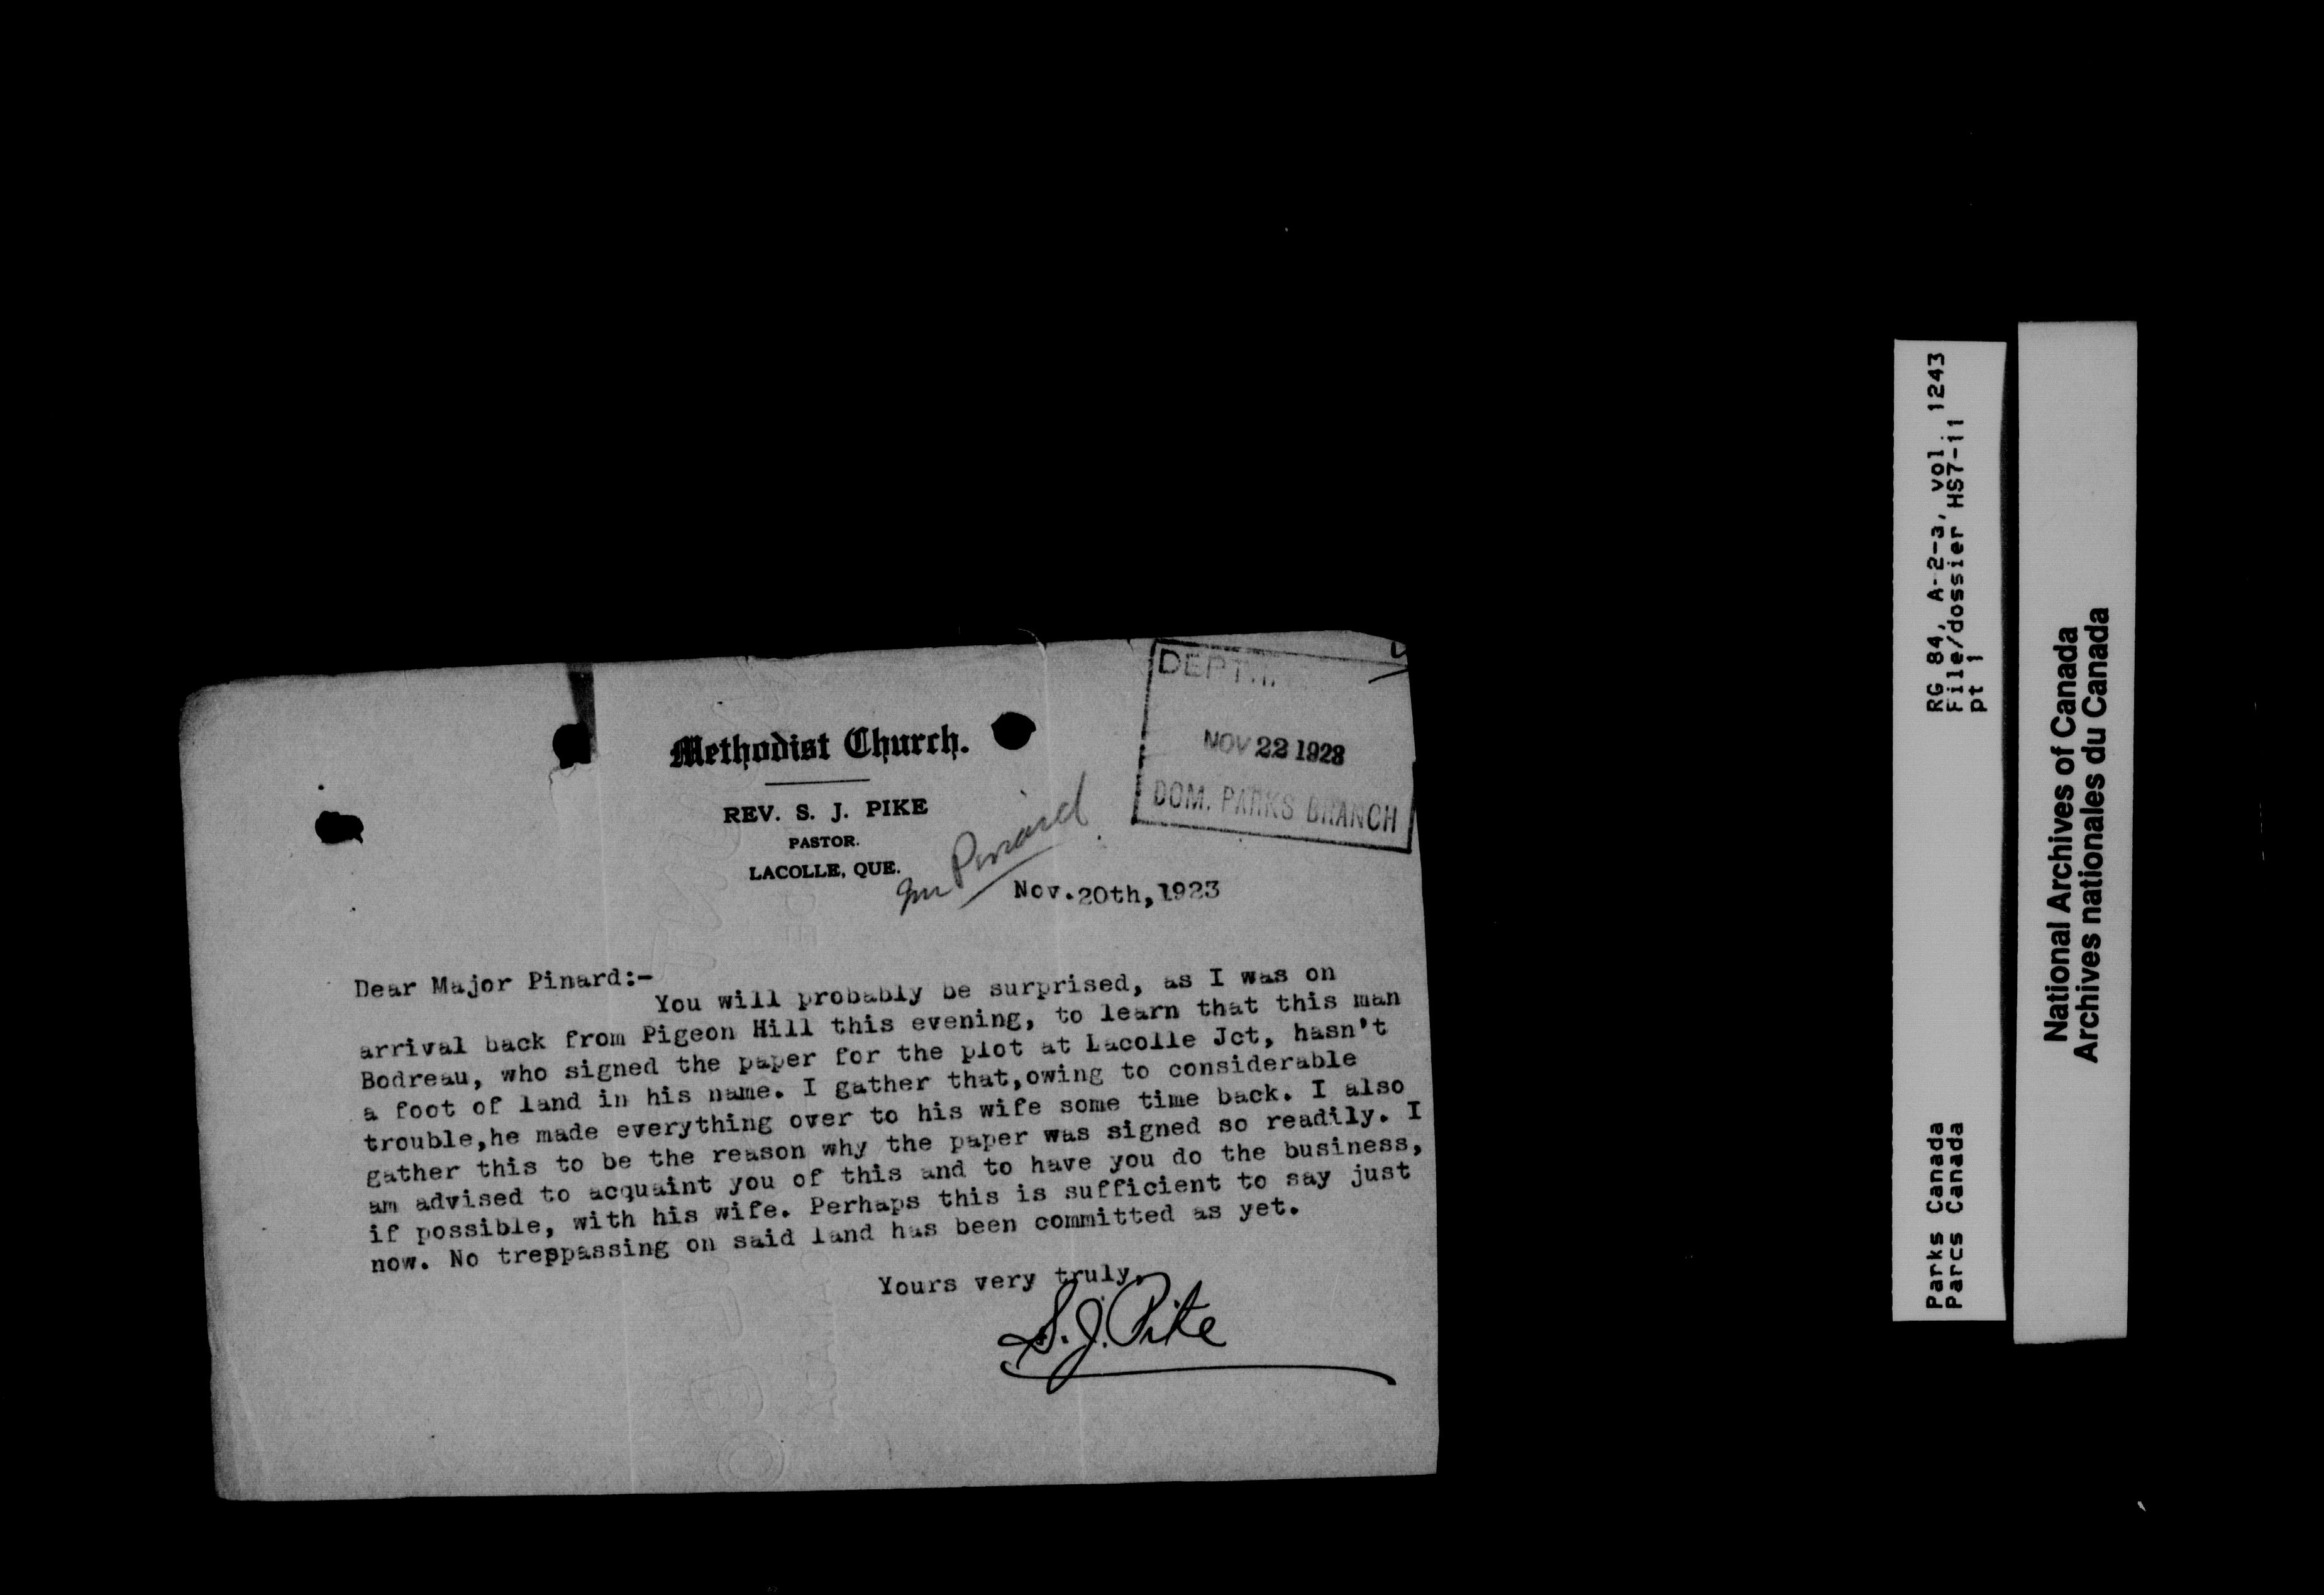 Methodist Church.
REV. S. J. PIKE
PASTOR.
LACOLLE, QUE.
DEPT.
NOV 22 1923
DOM. PARKS BRANCH
Pinard
Nov.20th,1923
Dear Major Pinard:-
You will probably be surprised, as I was on
arrival back from Pigeon Hill this evening, to learn that this man
Bodreau, who signed the paper for the plot at Lacolle Jct, hasn't
a foot of land in his name. I gather that,owing to considerable
trouble,he made everything over to his wife some time back. I also
gather this to be the reason why the paper was signed so readily. I
am advised to acquaint you of this and to have you do the business,
if possible, with his wife. Perhaps this is sufficient to say just
now. No treppassing on said land has been committed as yet.
Yours very truly,
S.J. Pike
RG 84, A-2-3, vol. 1243
File/dossier HS7-11
pt 1
Parks Canada
Parcs Canada
National Archives of Canada
Archives nationales du Canada